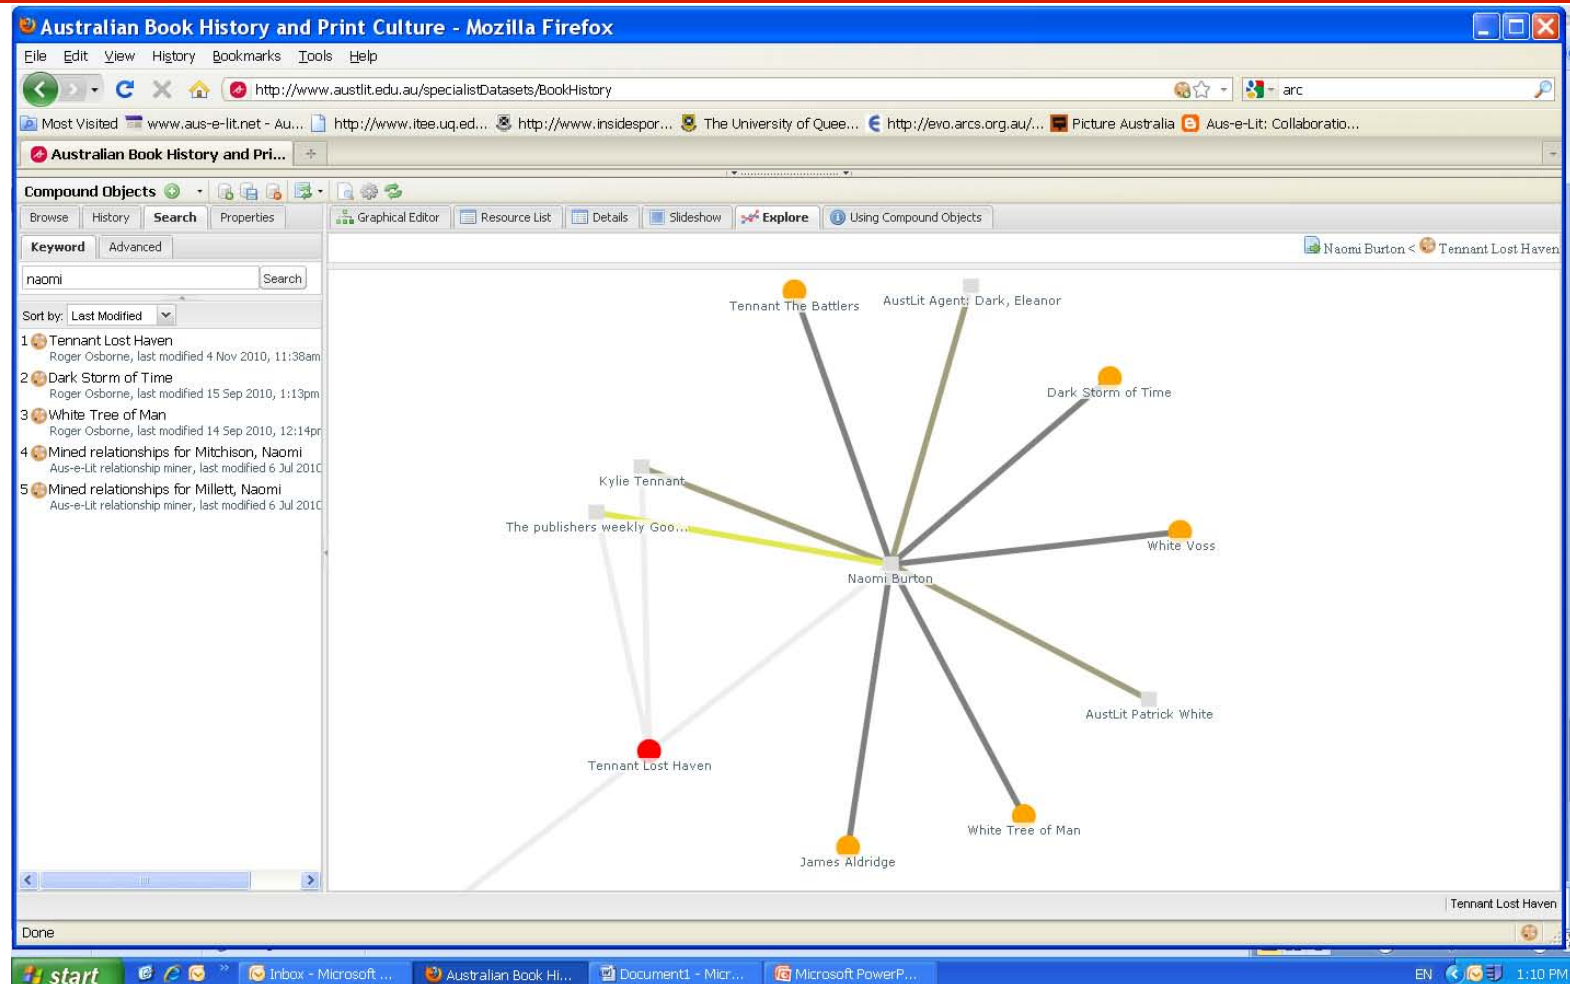 Australian Book History and Print Culture - Mozilla Firefox
File Edit View History Bookmarks Tools Help
http://www.austlit.edu.au/specialistDatasets/BookHistory
arc
Most Visited www.aus-e-lit.net - Au... http://www.itee.uq.ed... http://www.insidespor... The University of Quee... http://evo.arcs.org.au/... Picture Australia Aus-e-Lit: Collaboratio...
Australian Book History and Pri...
Compound Objects
Browse History Search Properties
Graphical Editor Resource List Details Slideshow Explore Using Compound Objects
Keyword Advanced
Naomi Burton < Tennant Lost Haven
naomi Search
Sort by: Last Modified
1 Tennant Lost Haven
Roger Osborne, last modified 4 Nov 2010, 11:38am
2 Dark Storm of Time
Roger Osborne, last modified 15 Sep 2010, 1:13pm
3 White Tree of Man
Roger Osborne, last modified 14 Sep 2010, 12:14pr
4 Mined relationships for Mitchison, Naomi
Aus-e-Lit relationship miner, last modified 6 Jul 2010
5 Mined relationships for Millett, Naomi
Aus-e-Lit relationship miner, last modified 6 Jul 2010
Tennant The Battlers
AustLit Agent: Dark, Eleanor
Dark Storm of Time
Kylie Tennant
The publishers weekly Goo...
White Voss
Naomi Burton
AustLit Patrick White
Tennant Lost Haven
White Tree of Man
James Aldridge
Tennant Lost Haven
Done
start Inbox - Microsoft ... Australian Book Hi... Document1 - Micr... Microsoft PowerP... EN 1:10 PM